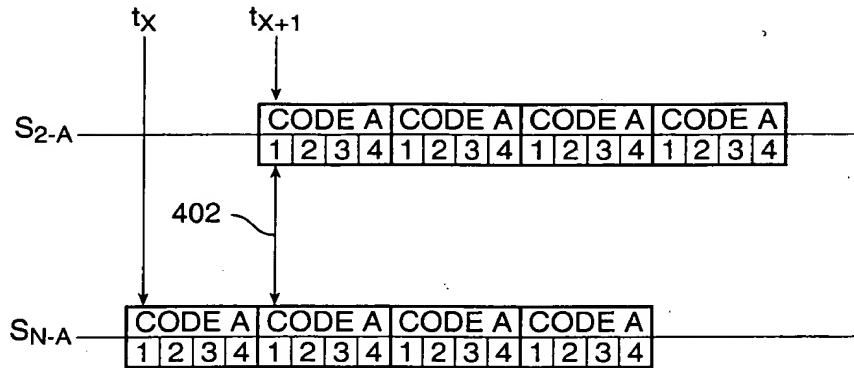 tX tX+1
S2-A CODE A CODE A CODE A CODE A
1 2 3 4 1 2 3 4 1 2 3 4 1 2 3 4
402
SN-A CODE A CODE A CODE A CODE A
1 2 3 4 1 2 3 4 1 2 3 4 1 2 3 4